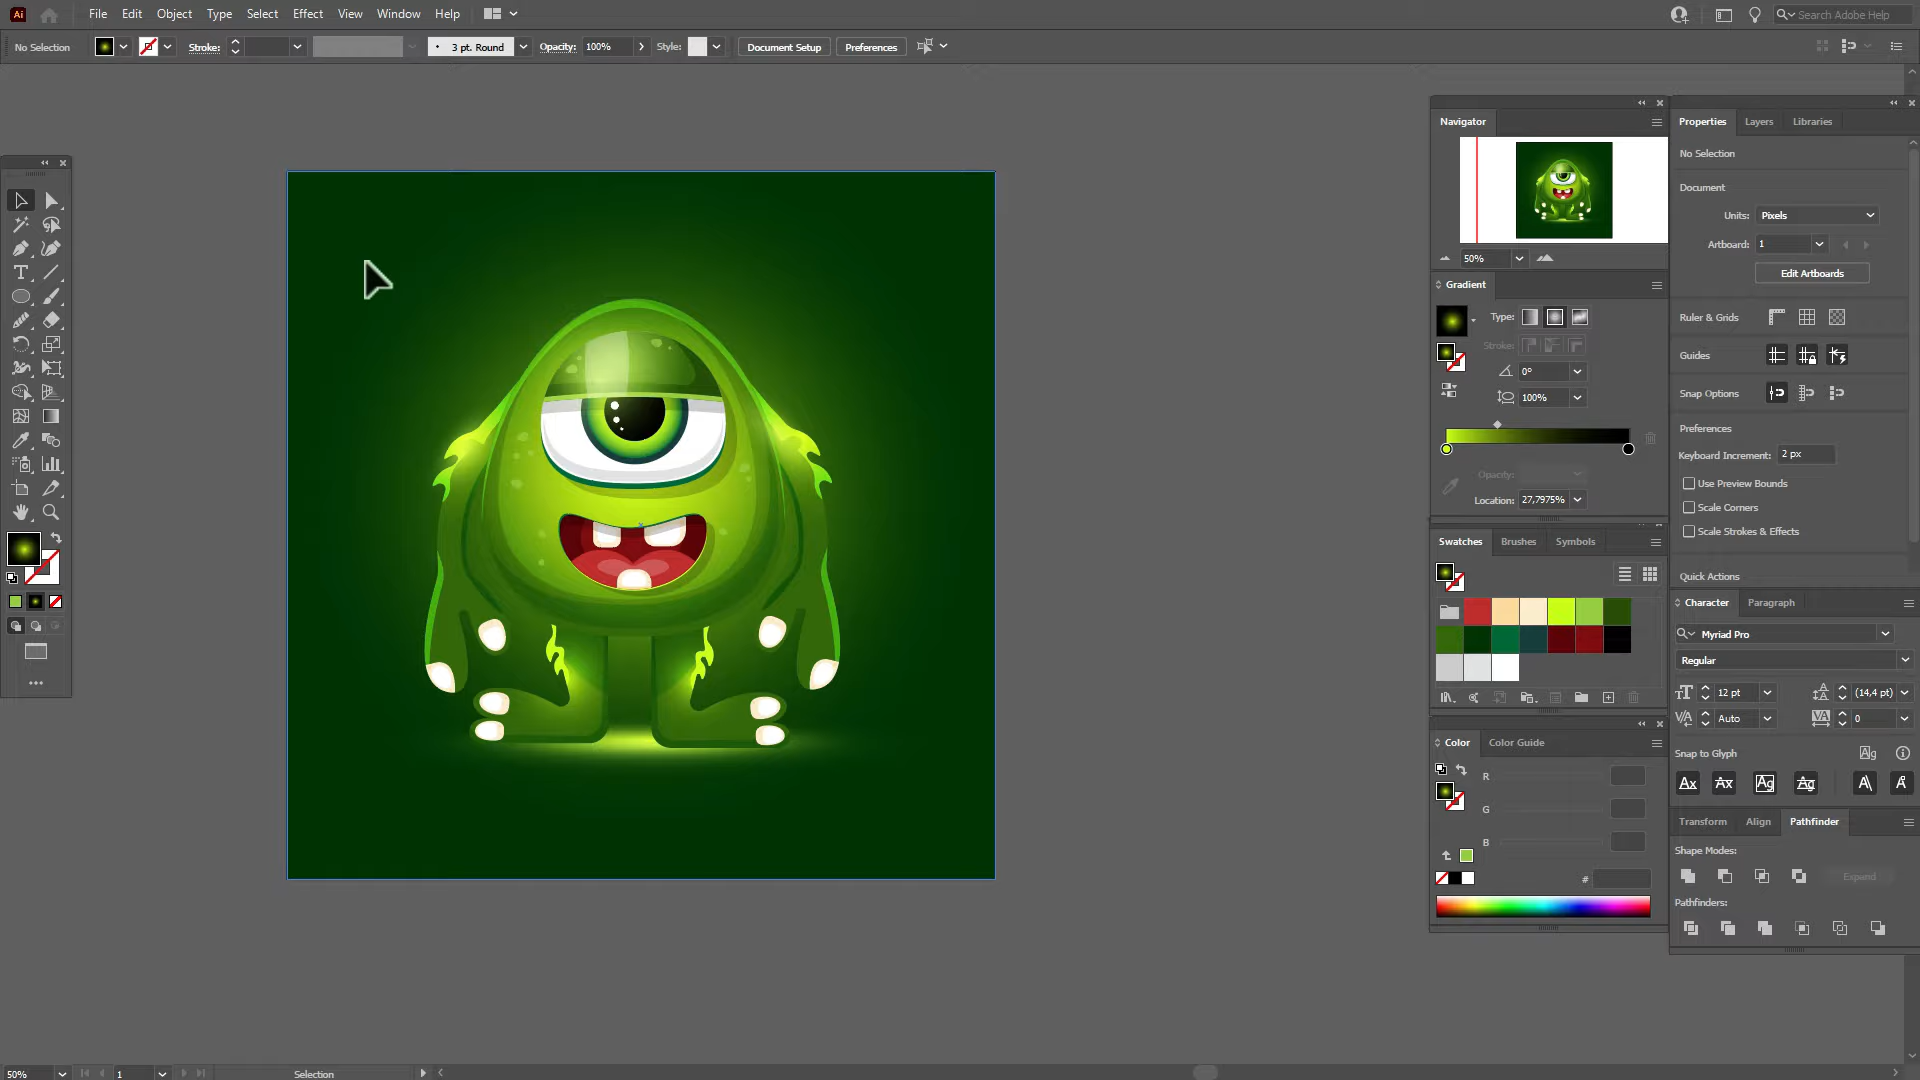 Ai File Edit Object Type Select Effect View Window Help Search Adobe Help
No Selection Stroke: 3 pt. Round Opacity: 100% Style: Document Setup Preferences
Navigator
50%
Gradient
Type:
Stroke:
0°
100%
Opacity:
Location: 27,7975%
Swatches Brushes Symbols
Color Color Guide
R
G
B
#
Properties Layers Libraries
No Selection
Document
Units: Pixels
Artboard: 1
Edit Artboards
Ruler & Grids
Guides
Snap Options
Preferences
Keyboard Increment: 2 px
Use Preview Bounds
Scale Corners
Scale Strokes & Effects
Quick Actions
Character Paragraph
Myriad Pro
Regular
12 pt (14,4 pt)
Auto 0
Snap to Glyph
Transform Align Pathfinder
Shape Modes:
Expand
Pathfinders:
50% 1 Selection